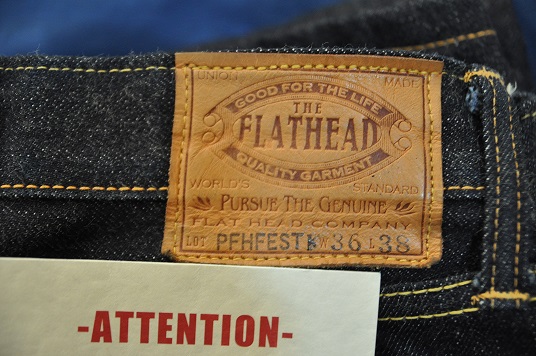 UNION MADE
GOOD FOR THE LIFE
THE
FLATHEAD
QUALITY GARMENT
WORLD'S STANDARD
PURSUE THE GENUINE
FLAT HEAD COMPANY
LOT PFHFEST W 36 L 38
-ATTENTION-